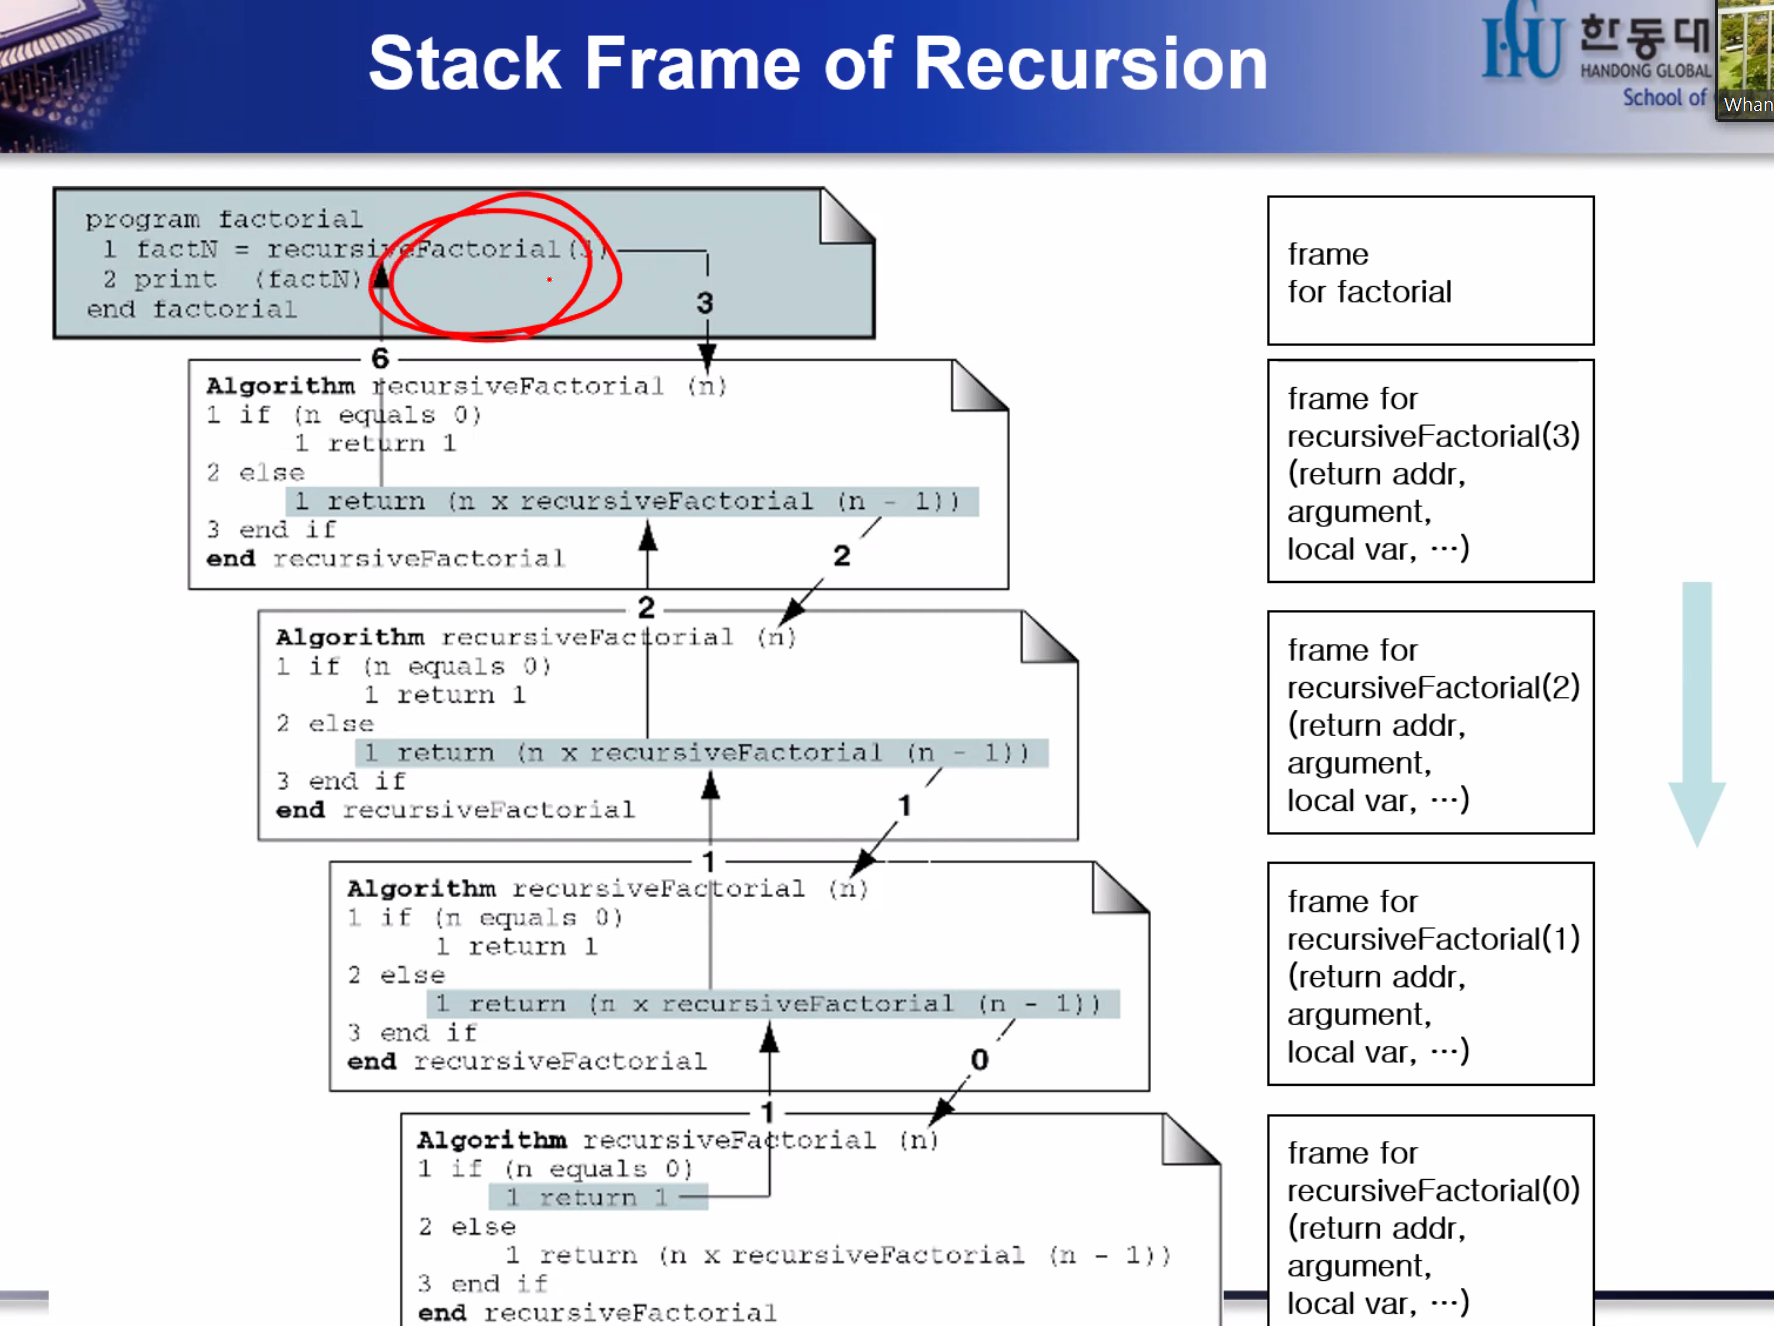 Stack Frame of Recursion
한동대
HANDONG GLOBAL
School of
Whan
program factorial
1 factN = recursiveFactorial(3)
2 print (factN)
end factorial
3
6
Algorithm recursiveFactorial (n)
1 if (n equals 0)
1 return 1
2 else
1 return (n x recursiveFactorial (n - 1))
3 end if
end recursiveFactorial
2
2
Algorithm recursiveFactorial (n)
1 if (n equals 0)
1 return 1
2 else
1 return (n x recursiveFactorial (n - 1))
3 end if
end recursiveFactorial
1
1
Algorithm recursiveFactorial (n)
1 if (n equals 0)
1 return 1
2 else
1 return (n x recursiveFactorial (n - 1))
3 end if
end recursiveFactorial
0
1
Algorithm recursiveFactorial (n)
1 if (n equals 0)
1 return 1
2 else
1 return (n x recursiveFactorial (n - 1))
3 end if
end recursiveFactorial
frame
for factorial
frame for
recursiveFactorial(3)
(return addr,
argument,
local var, …)
frame for
recursiveFactorial(2)
(return addr,
argument,
local var, …)
frame for
recursiveFactorial(1)
(return addr,
argument,
local var, …)
frame for
recursiveFactorial(0)
(return addr,
argument,
local var, …)